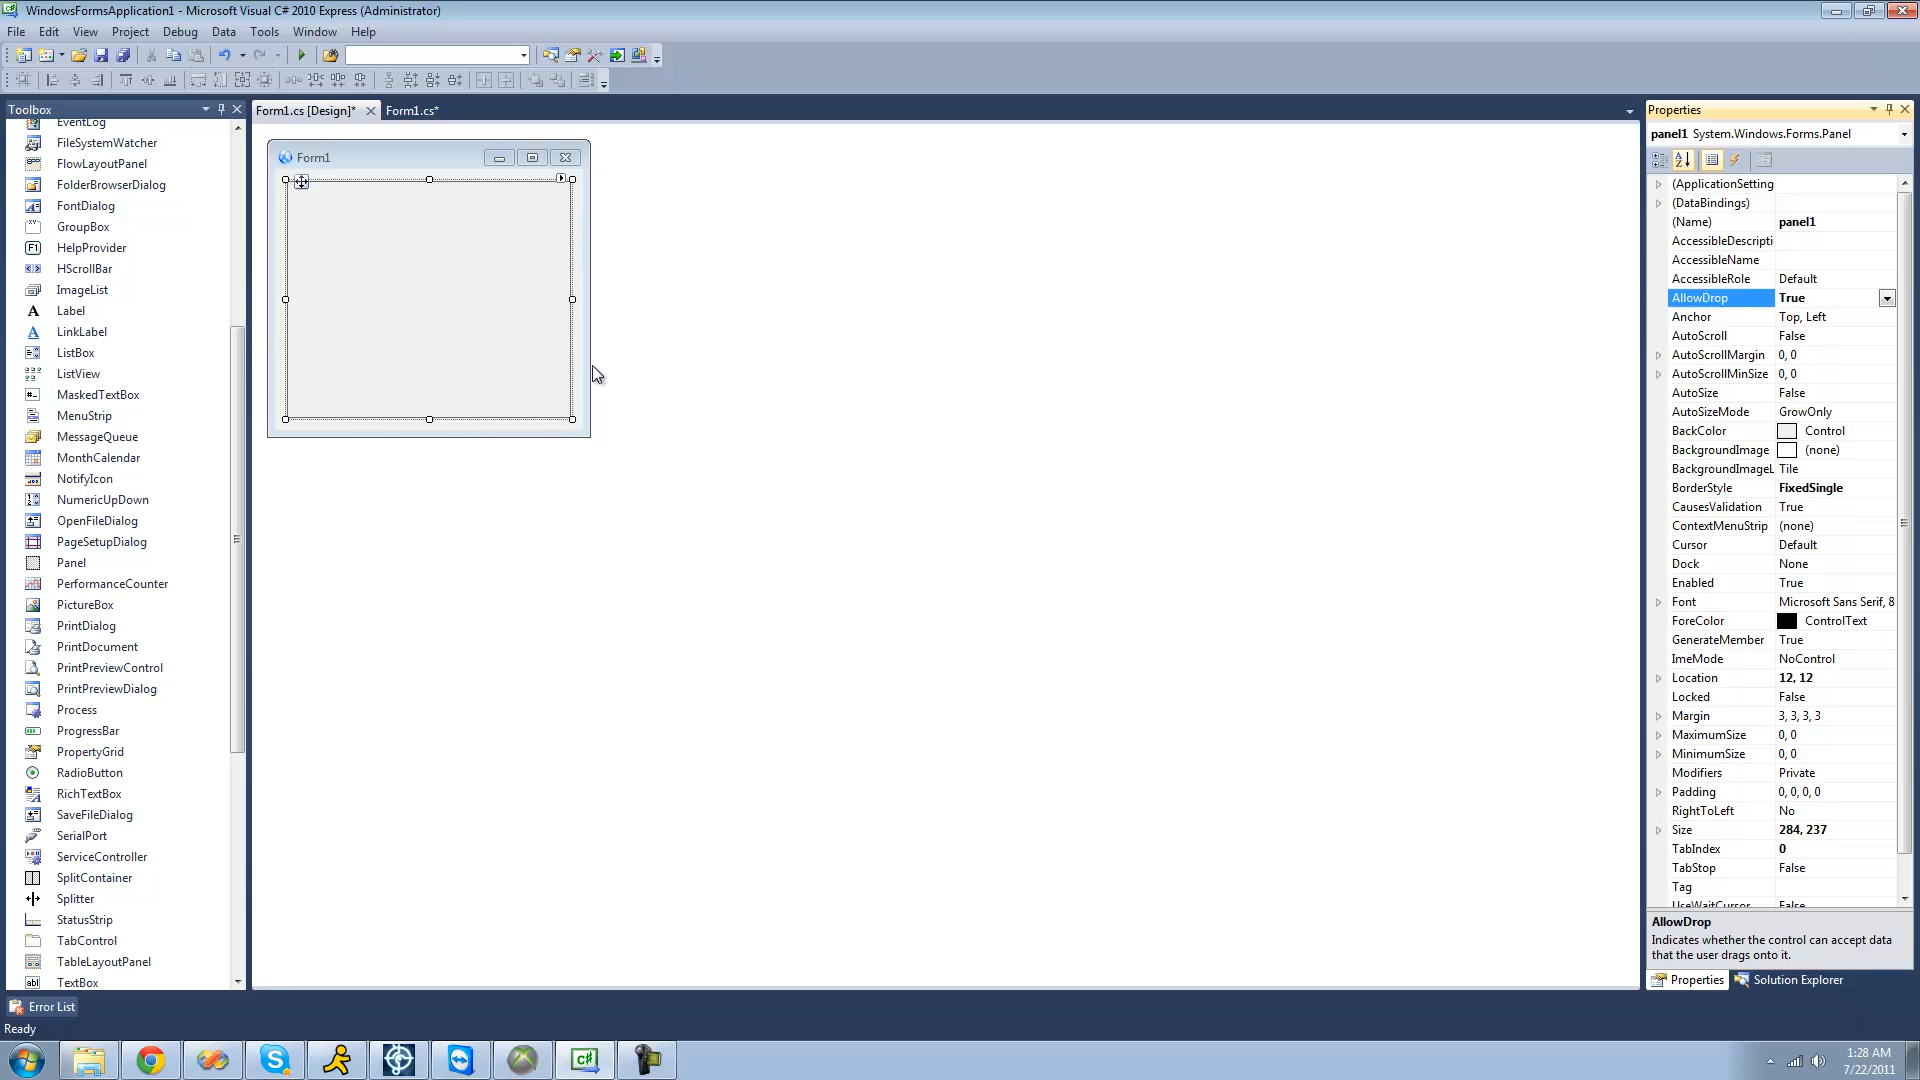 WindowsFormsApplication1 - Microsoft Visual C# 2010 Express (Administrator)
File Edit View Project Debug Data Tools Window Help
Toolbox
EventLog
FileSystemWatcher
FlowLayoutPanel
FolderBrowserDialog
FontDialog
GroupBox
HelpProvider
HScrollBar
ImageList
Label
LinkLabel
ListBox
ListView
MaskedTextBox
MenuStrip
MessageQueue
MonthCalendar
NotifyIcon
NumericUpDown
OpenFileDialog
PageSetupDialog
Panel
PerformanceCounter
PictureBox
PrintDialog
PrintDocument
PrintPreviewControl
PrintPreviewDialog
Process
ProgressBar
PropertyGrid
RadioButton
RichTextBox
SaveFileDialog
SerialPort
ServiceController
SplitContainer
Splitter
StatusStrip
TabControl
TableLayoutPanel
TextBox
Form1.cs [Design]* Form1.cs*
Form1
Properties
panel1 System.Windows.Forms.Panel
(ApplicationSetting
(DataBindings)
(Name) panel1
AccessibleDescripti
AccessibleName
AccessibleRole Default
AllowDrop True
Anchor Top, Left
AutoScroll False
AutoScrollMargin 0, 0
AutoScrollMinSize 0, 0
AutoSize False
AutoSizeMode GrowOnly
BackColor Control
BackgroundImage (none)
BackgroundImageL Tile
BorderStyle FixedSingle
CausesValidation True
ContextMenuStrip (none)
Cursor Default
Dock None
Enabled True
Font Microsoft Sans Serif, 8
ForeColor ControlText
GenerateMember True
ImeMode NoControl
Location 12, 12
Locked False
Margin 3, 3, 3, 3
MaximumSize 0, 0
MinimumSize 0, 0
Modifiers Private
Padding 0, 0, 0, 0
RightToLeft No
Size 284, 237
TabIndex 0
TabStop False
Tag
UseWaitCursor False
AllowDrop
Indicates whether the control can accept data
that the user drags onto it.
Properties Solution Explorer
Error List
Ready
1:28 AM
7/22/2011